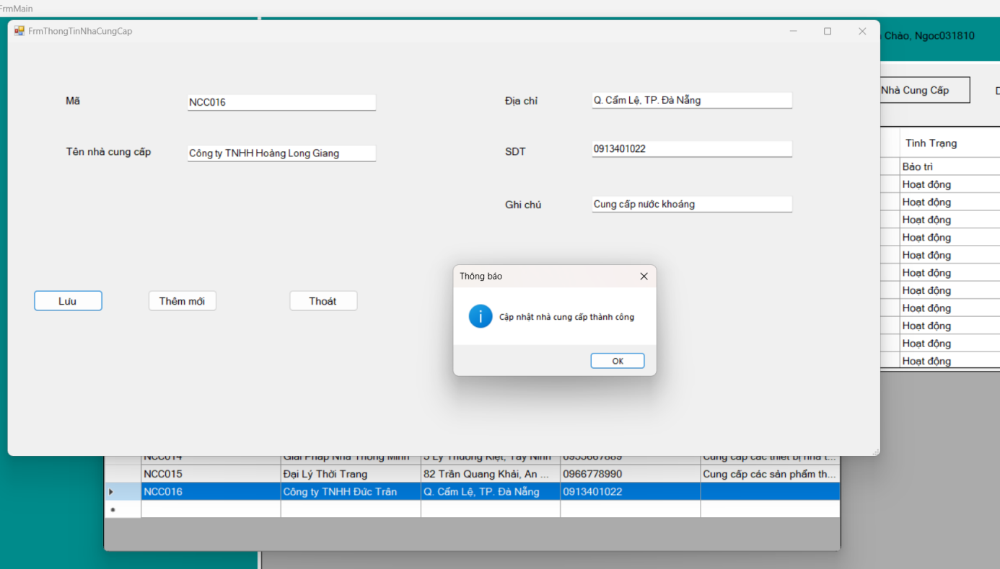 FrmMain
FrmThongTinNhaCungCap
Chào, Ngoc031810
Mã
NCC016
Địa chỉ
Q. Cẩm Lệ, TP. Đà Nẵng
Nhà Cung Cấp
Tên nhà cung cấp
Công ty TNHH Hoàng Long Giang
SDT
0913401022
Ghi chú
Cung cấp nước khoáng
Tình Trạng
Bảo trì
Hoạt động
Hoạt động
Hoạt động
Hoạt động
Hoạt động
Hoạt động
Hoạt động
Hoạt động
Hoạt động
Hoạt động
Hoạt động
Lưu
Thêm mới
Thoát
Thông báo
Cập nhật nhà cung cấp thành công
OK
NCC014 Giải Pháp Nhà Thông Minh 5 Lý Thường Kiệt, Tây Ninh 0955667889 Cung cấp các thiết bị nhà t...
NCC015 Đại Lý Thời Trang 82 Trần Quang Khải, An ... 0966778990 Cung cấp các sản phẩm th...
NCC016 Công ty TNHH Đức Trân Q. Cẩm Lệ, TP. Đà Nẵng 0913401022